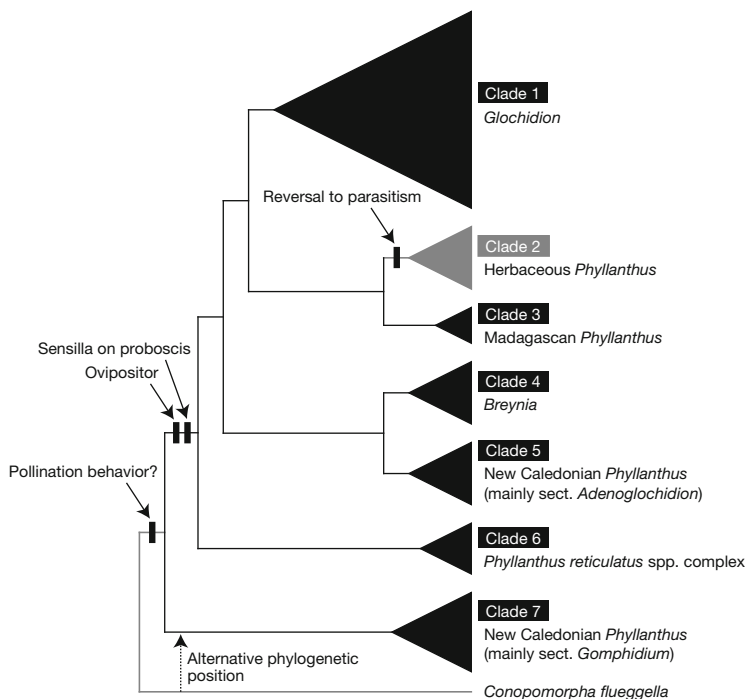 Clade 1
Glochidion
Reversal to parasitism
Clade 2
Herbaceous Phyllanthus
Clade 3
Madagascan Phyllanthus
Sensilla on proboscis
Ovipositor
Clade 4
Breynia
Clade 5
New Caledonian Phyllanthus
(mainly sect. Adenoglochidion)
Pollination behavior?
Clade 6
Phyllanthus reticulatus spp. complex
Clade 7
New Caledonian Phyllanthus
(mainly sect. Gomphidium)
Alternative phylogenetic
position
Conopomorpha flueggella